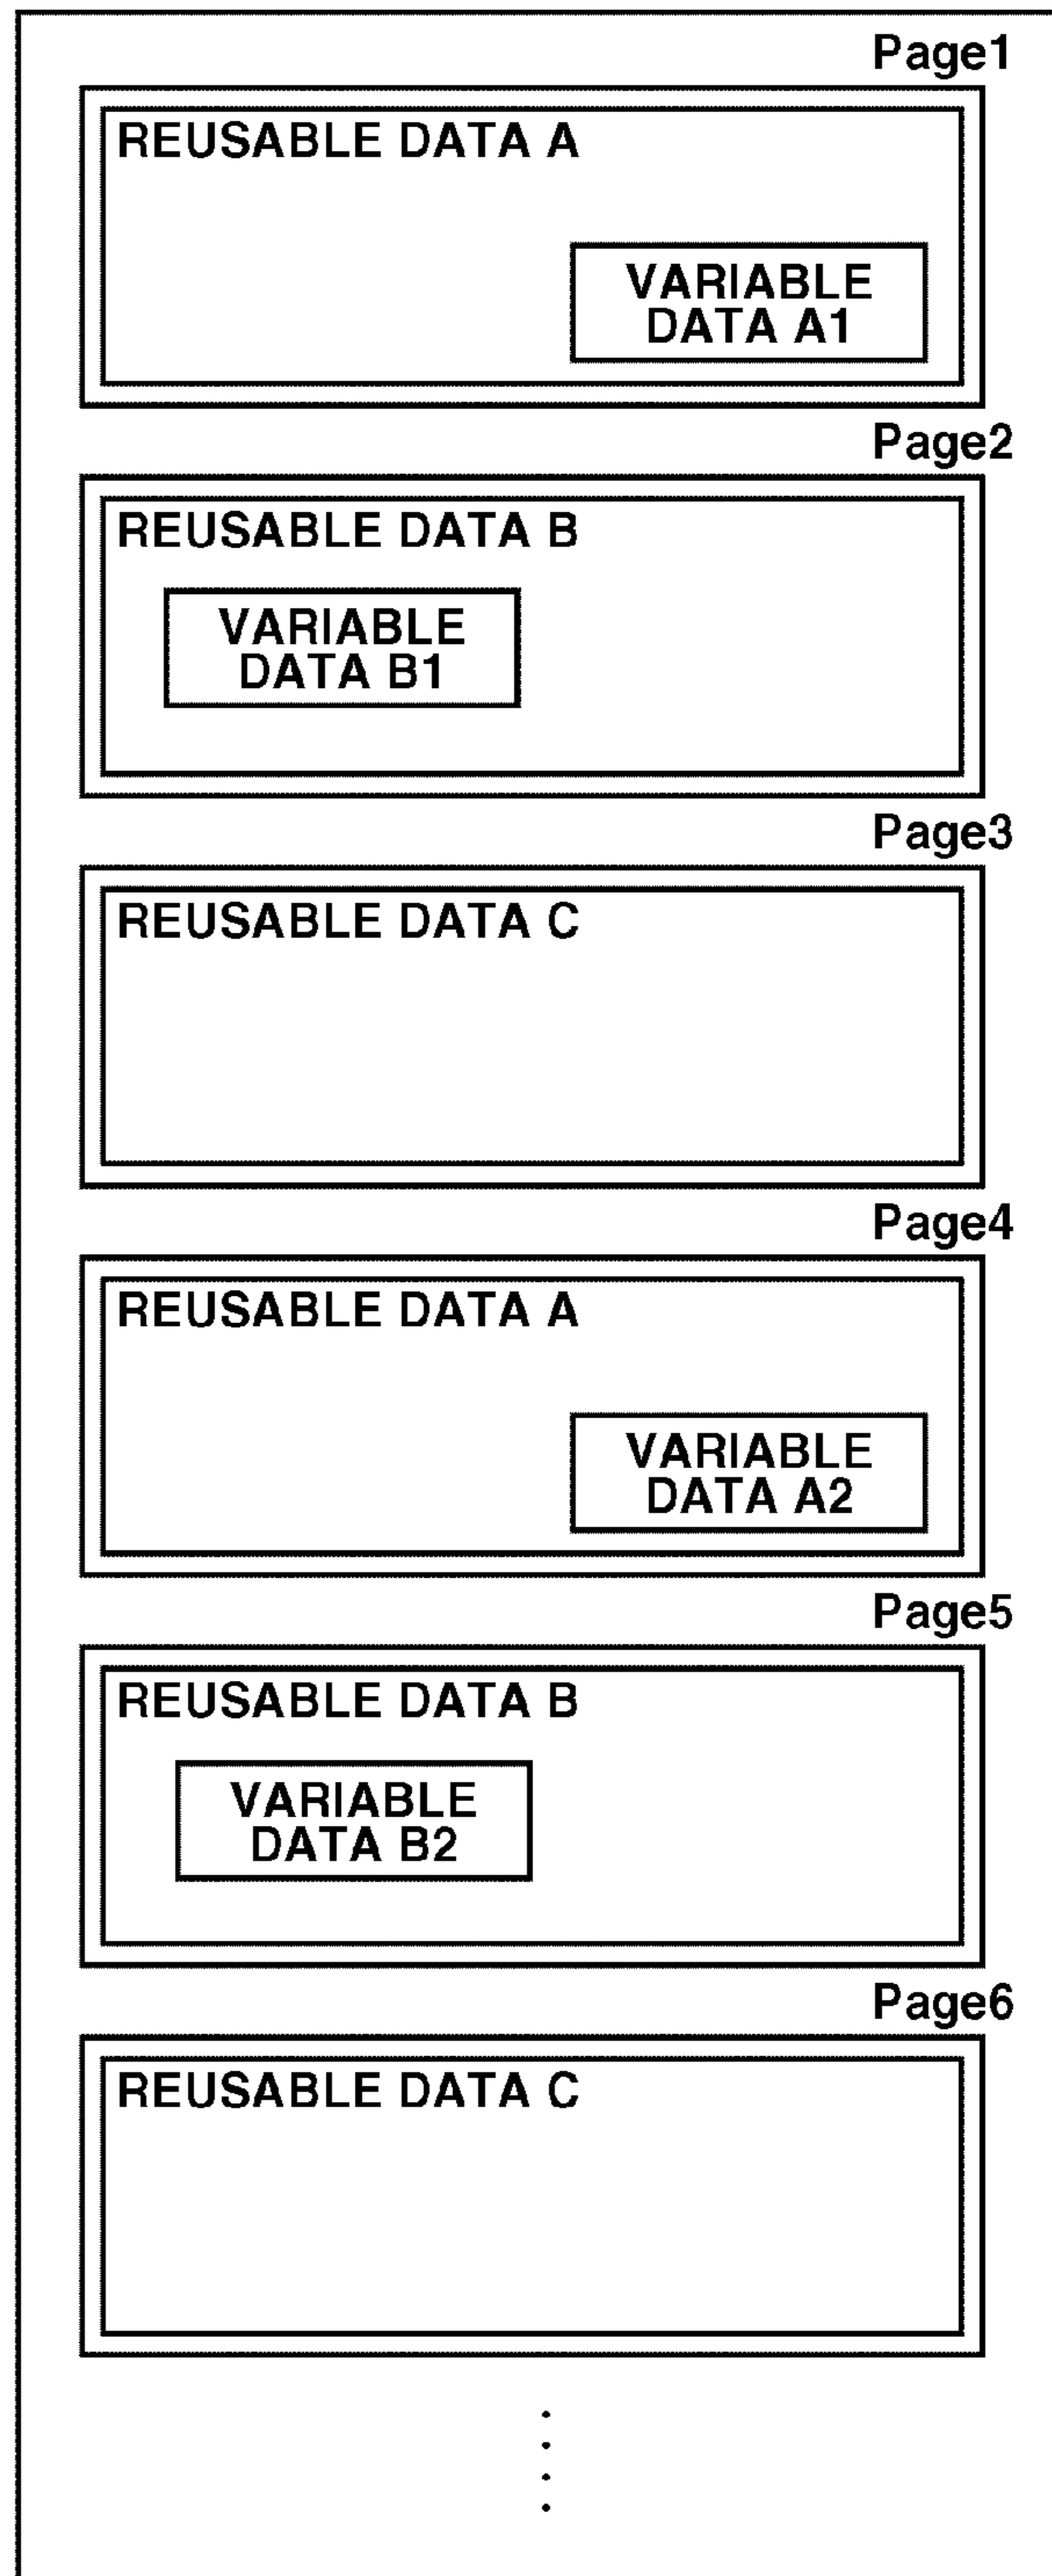 Page1
REUSABLE DATA A
VARIABLE
DATA A1
Page2
REUSABLE DATA B
VARIABLE
DATA B1
Page3
REUSABLE DATA C
Page4
REUSABLE DATA A
VARIABLE
DATA A2
Page5
REUSABLE DATA B
VARIABLE
DATA B2
Page6
REUSABLE DATA C